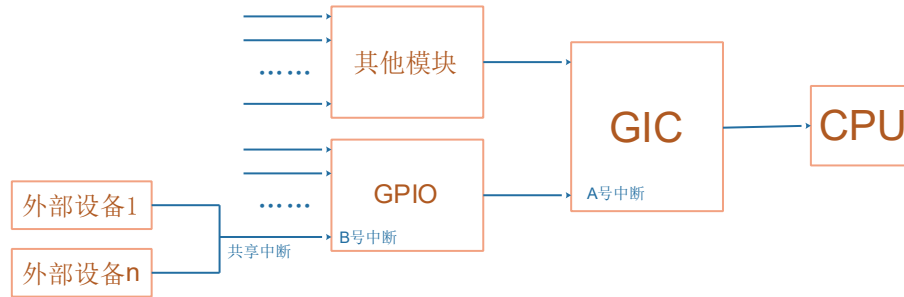 其他模块
……
GIC
CPU
A号中断
GPIO
……
B号中断
外部设备1
共享中断
外部设备n